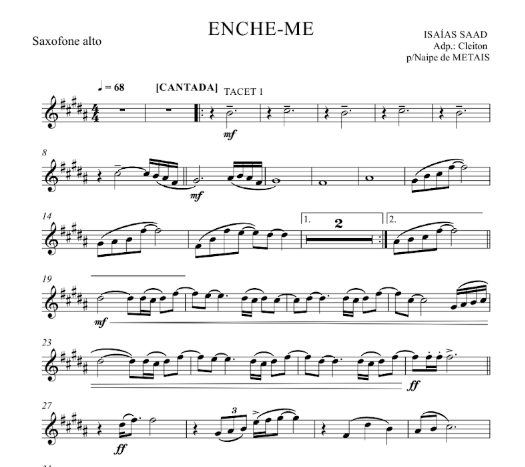 ENCHE-ME
Saxofone alto
ISAÍAS SAAD
Adp.: Cleiton
p/Naipe de METAIS
♩ = 68 [CANTADA] TACET 1
mf
8
mf
14
1.
2
2.
19
mf
23
ff
27
3
ff